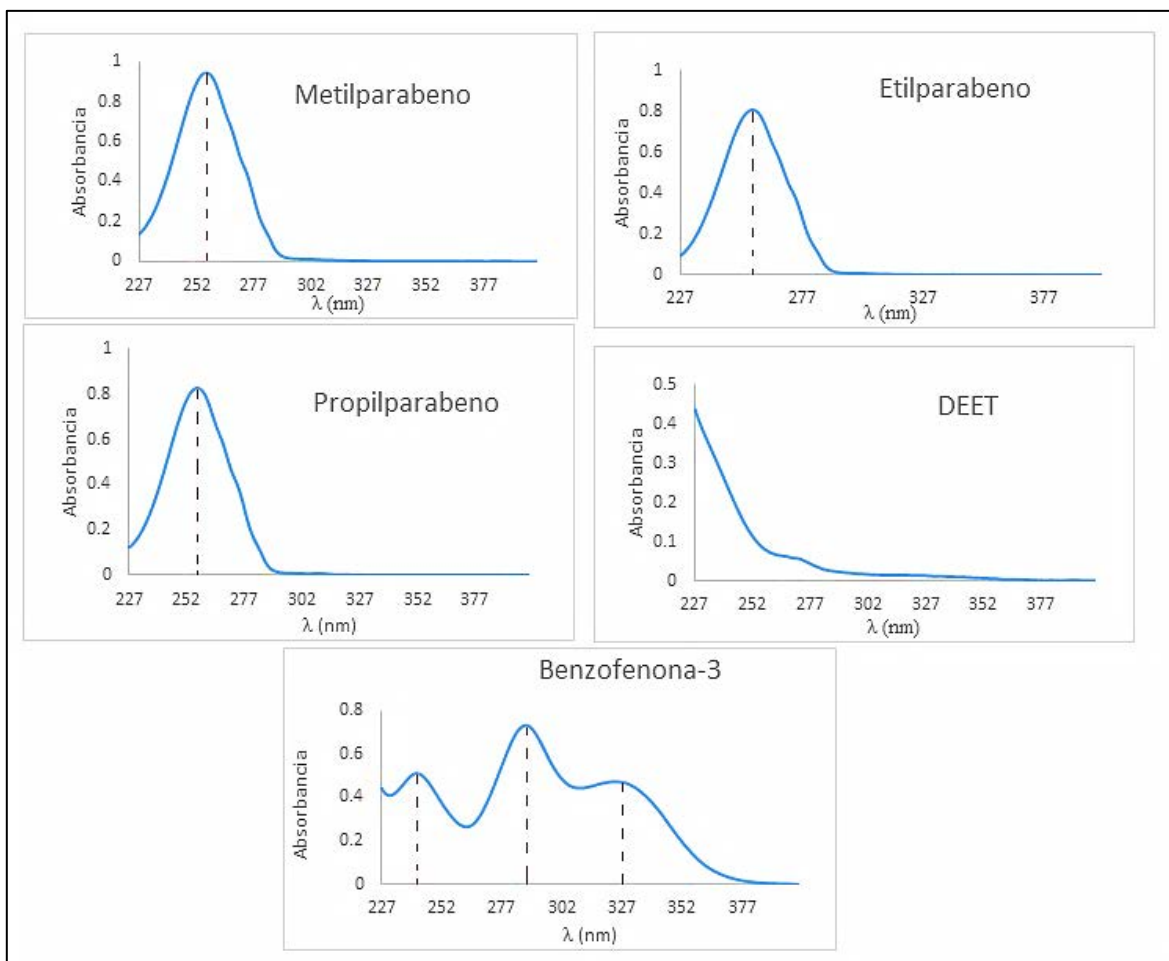 Metilparabeno
Absorbancia
1
0.8
0.6
0.4
0.2
0
227 252 277 302 327 352 377
λ (nm)
Etilparabeno
Absorbancia
1
0.8
0.6
0.4
0.2
0
227 277 327 377
λ (nm)
Propilparabeno
Absorbancia
1
0.8
0.6
0.4
0.2
0
227 252 277 302 327 352 377
λ (nm)
DEET
Absorbancia
0.5
0.4
0.3
0.2
0.1
0
227 252 277 302 327 352 377
λ (nm)
Benzofenona-3
Absorbancia
0.8
0.6
0.4
0.2
0
227 252 277 302 327 352 377
λ (nm)